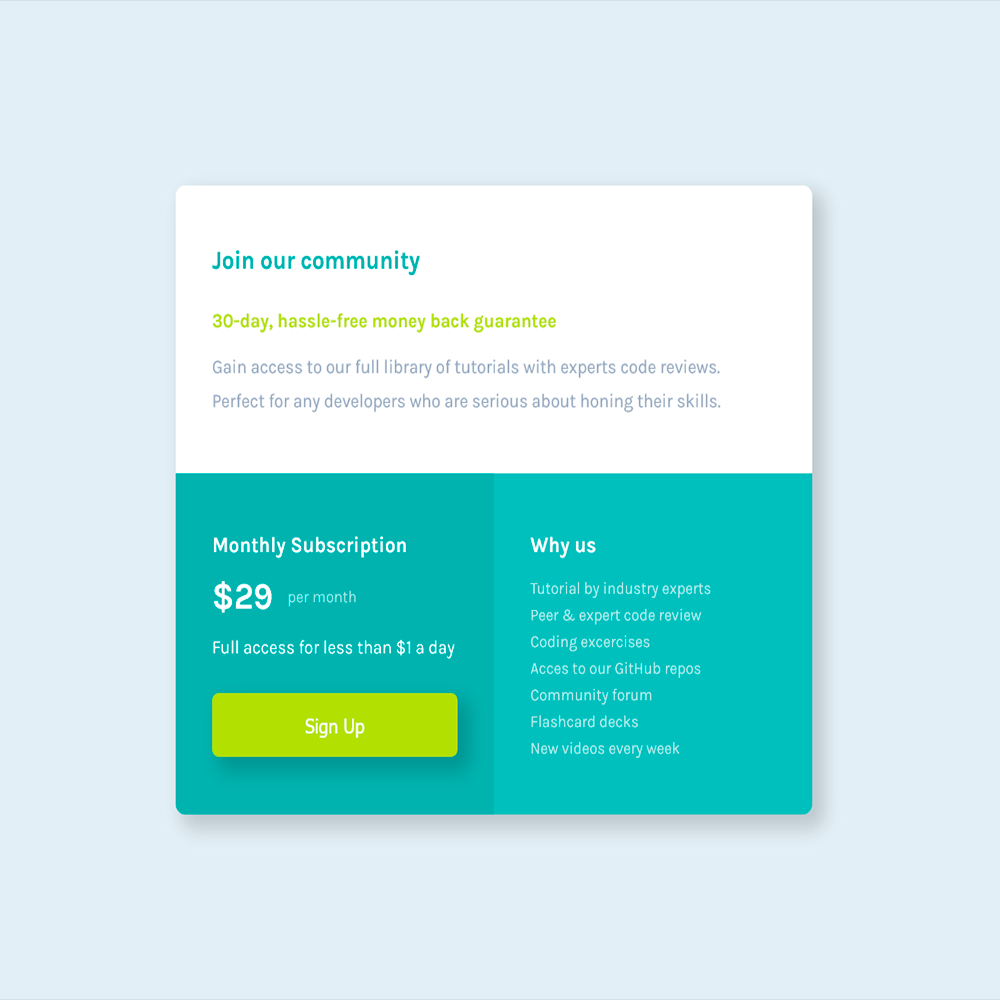 Join our community
30-day, hassle-free money back guarantee
Gain access to our full library of tutorials with experts code reviews.
Perfect for any developers who are serious about honing their skills.
Monthly Subscription
$29 per month
Full access for less than $1 a day
Sign Up
Why us
Tutorial by industry experts
Peer & expert code review
Coding excercises
Acces to our GitHub repos
Community forum
Flashcard decks
New videos every week